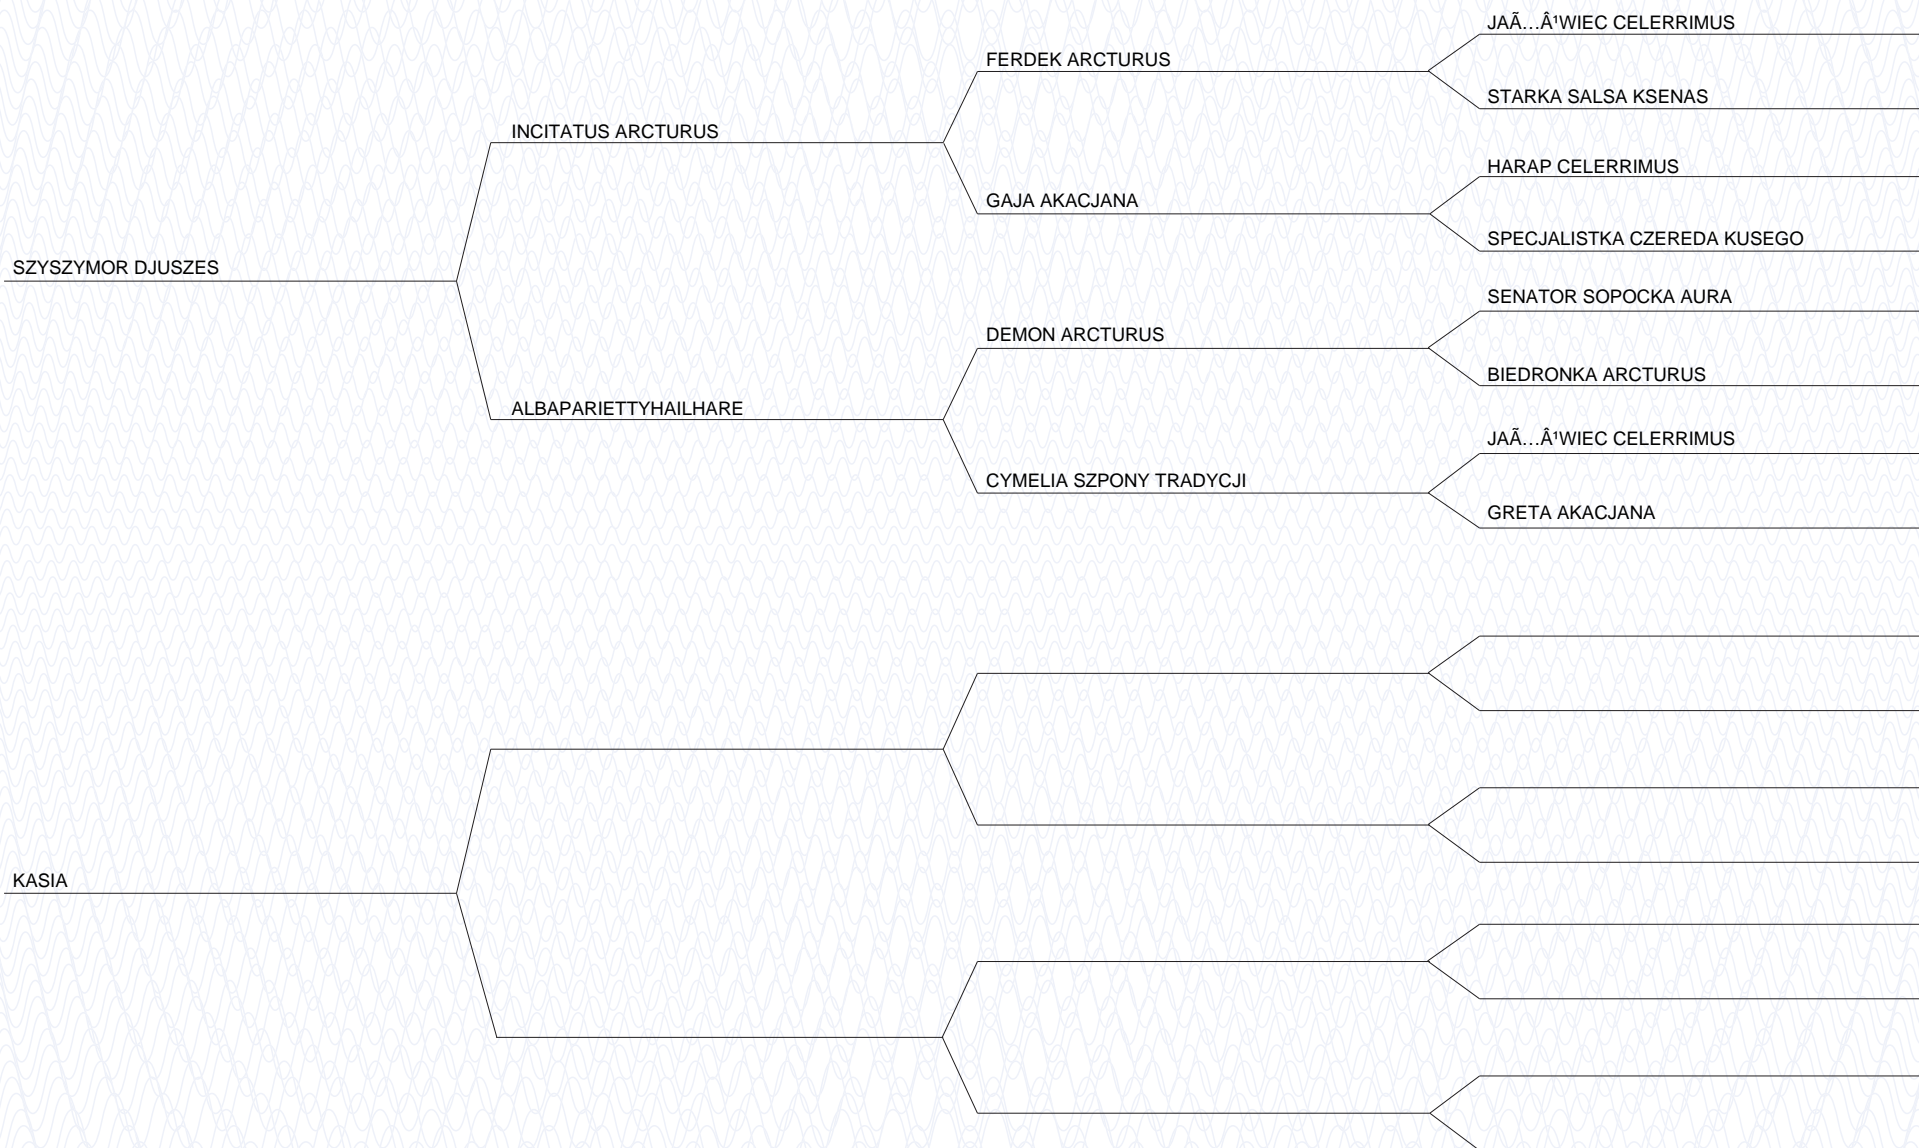 JAÃ…Â¹WIEC CELERRIMUS
FERDEK ARCTURUS
STARKA SALSA KSENAS
INCITATUS ARCTURUS
HARAP CELERRIMUS
GAJA AKACJANA
SPECJALISTKA CZEREDA KUSEGO
SZYSZYMOR DJUSZES
SENATOR SOPOCKA AURA
DEMON ARCTURUS
BIEDRONKA ARCTURUS
ALBAPARIETTYHAILHARE
JAÃ…Â¹WIEC CELERRIMUS
CYMELIA SZPONY TRADYCJI
GRETA AKACJANA
KASIA